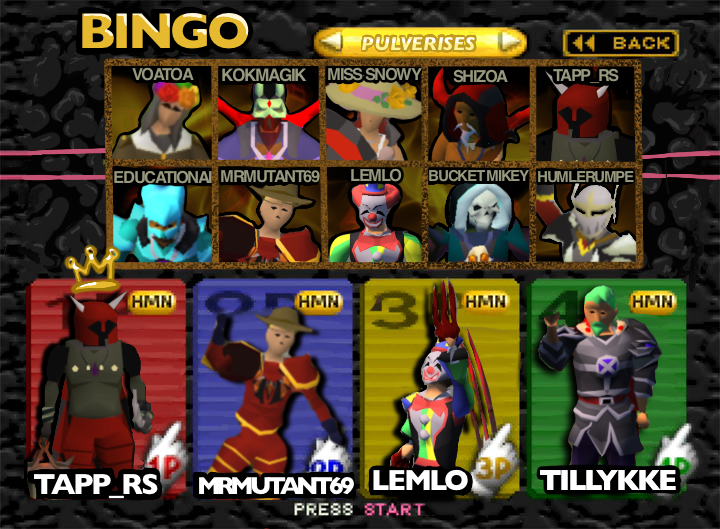 BINGO
PULVERISES
BACK
VOATOA KOKMAGIK MISS SNOWY SHIZOA TAPP_RS
EDUCATIONAL MRMUTANT69 LEMLO BUCKET MIKEY HUMLERUMPE
HMN HMN 3P HMN HMN
1P 2P 3P 4P
TAPP_RS MRMUTANT69 LEMLO TILLYKKE
PRESS START